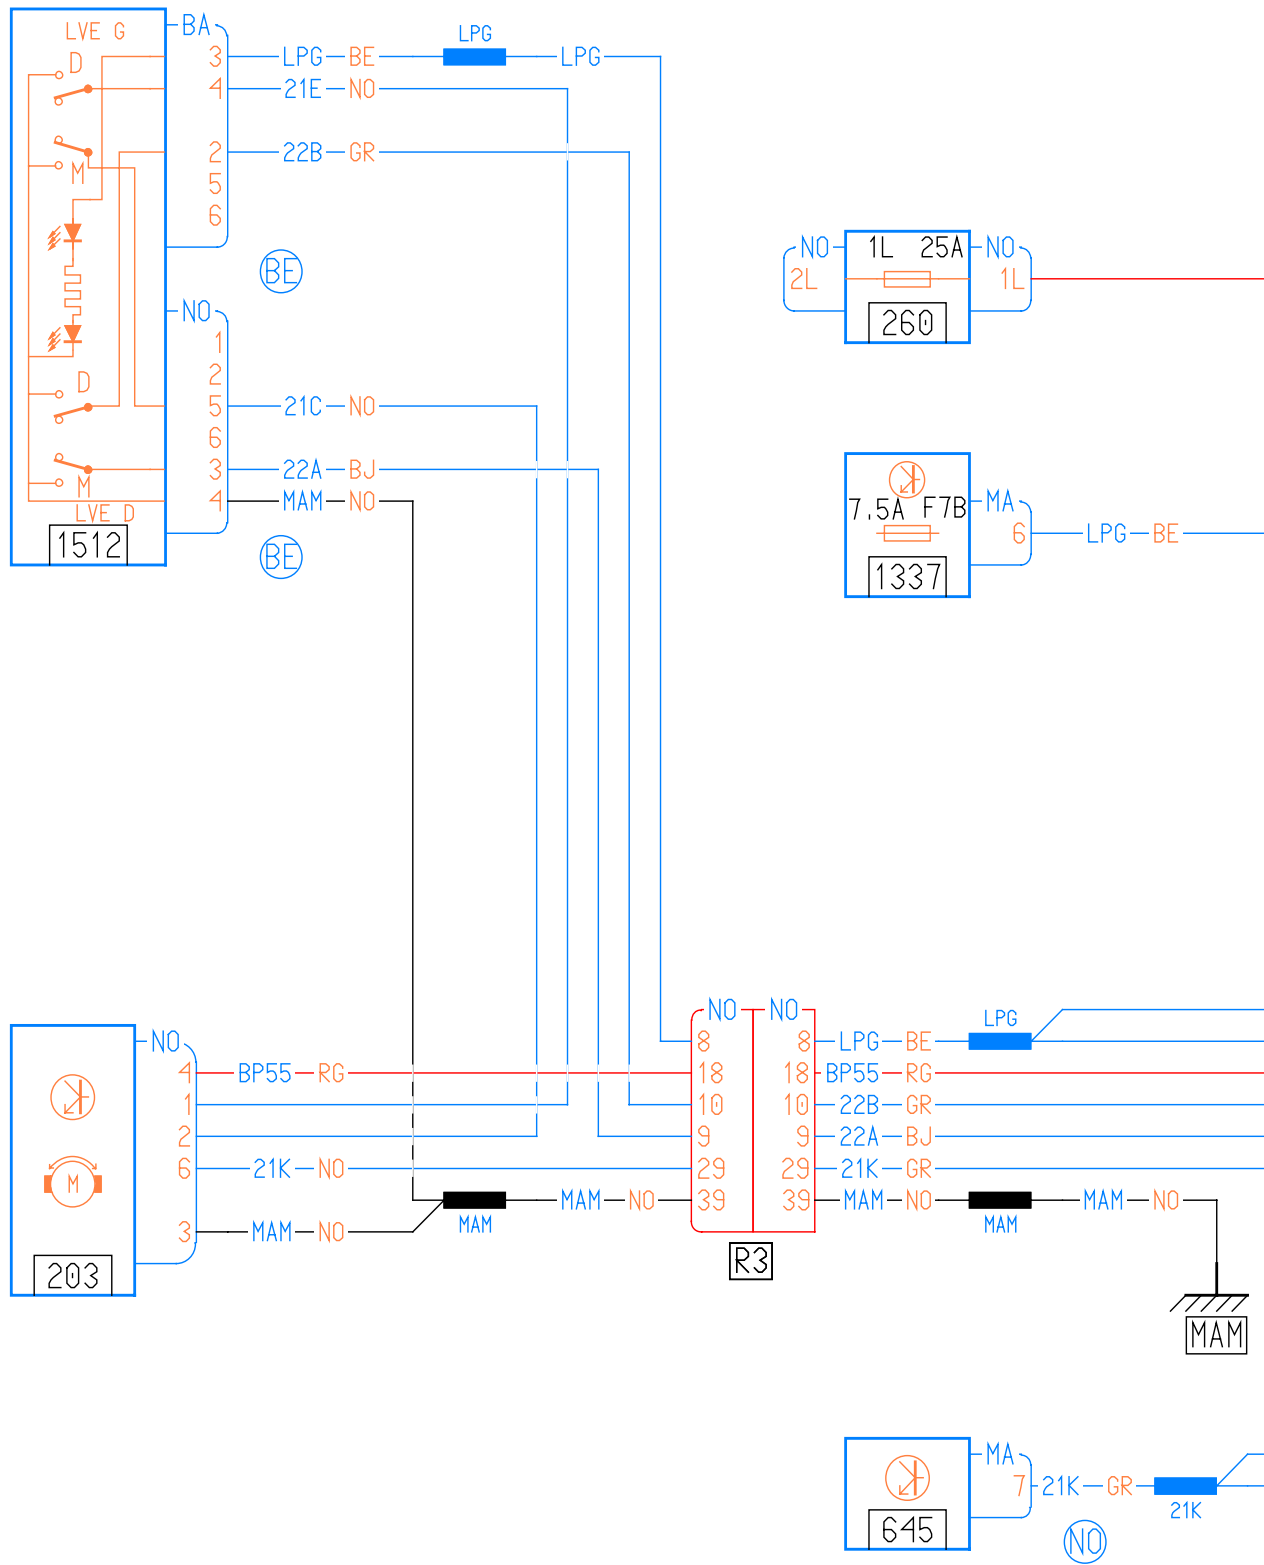 LVE G
D
M
D
M
LVE D
1512
BA
3 LPG BE LPG LPG
4 21E NO
2 22B GR
5
6
BE
NO
1
2
5 21C NO
6
3 22A BJ
4 MAM NO
BE
NO 1L 25A NO
2L 1L
260
7.5A F7B MA
6 LPG BE
1337
NO
4 BP55 RG
1
2
6 21K NO
3 MAM NO
M
203
MAM
MAM NO
NO NO
8 8 LPG BE LPG
18 18 BP55 RG
10 10 22B GR
9 9 22A BJ
29 29 21K GR
39 39 MAM NO MAM MAM NO
R3
MAM
MA
7 21K GR 21K
645
NO